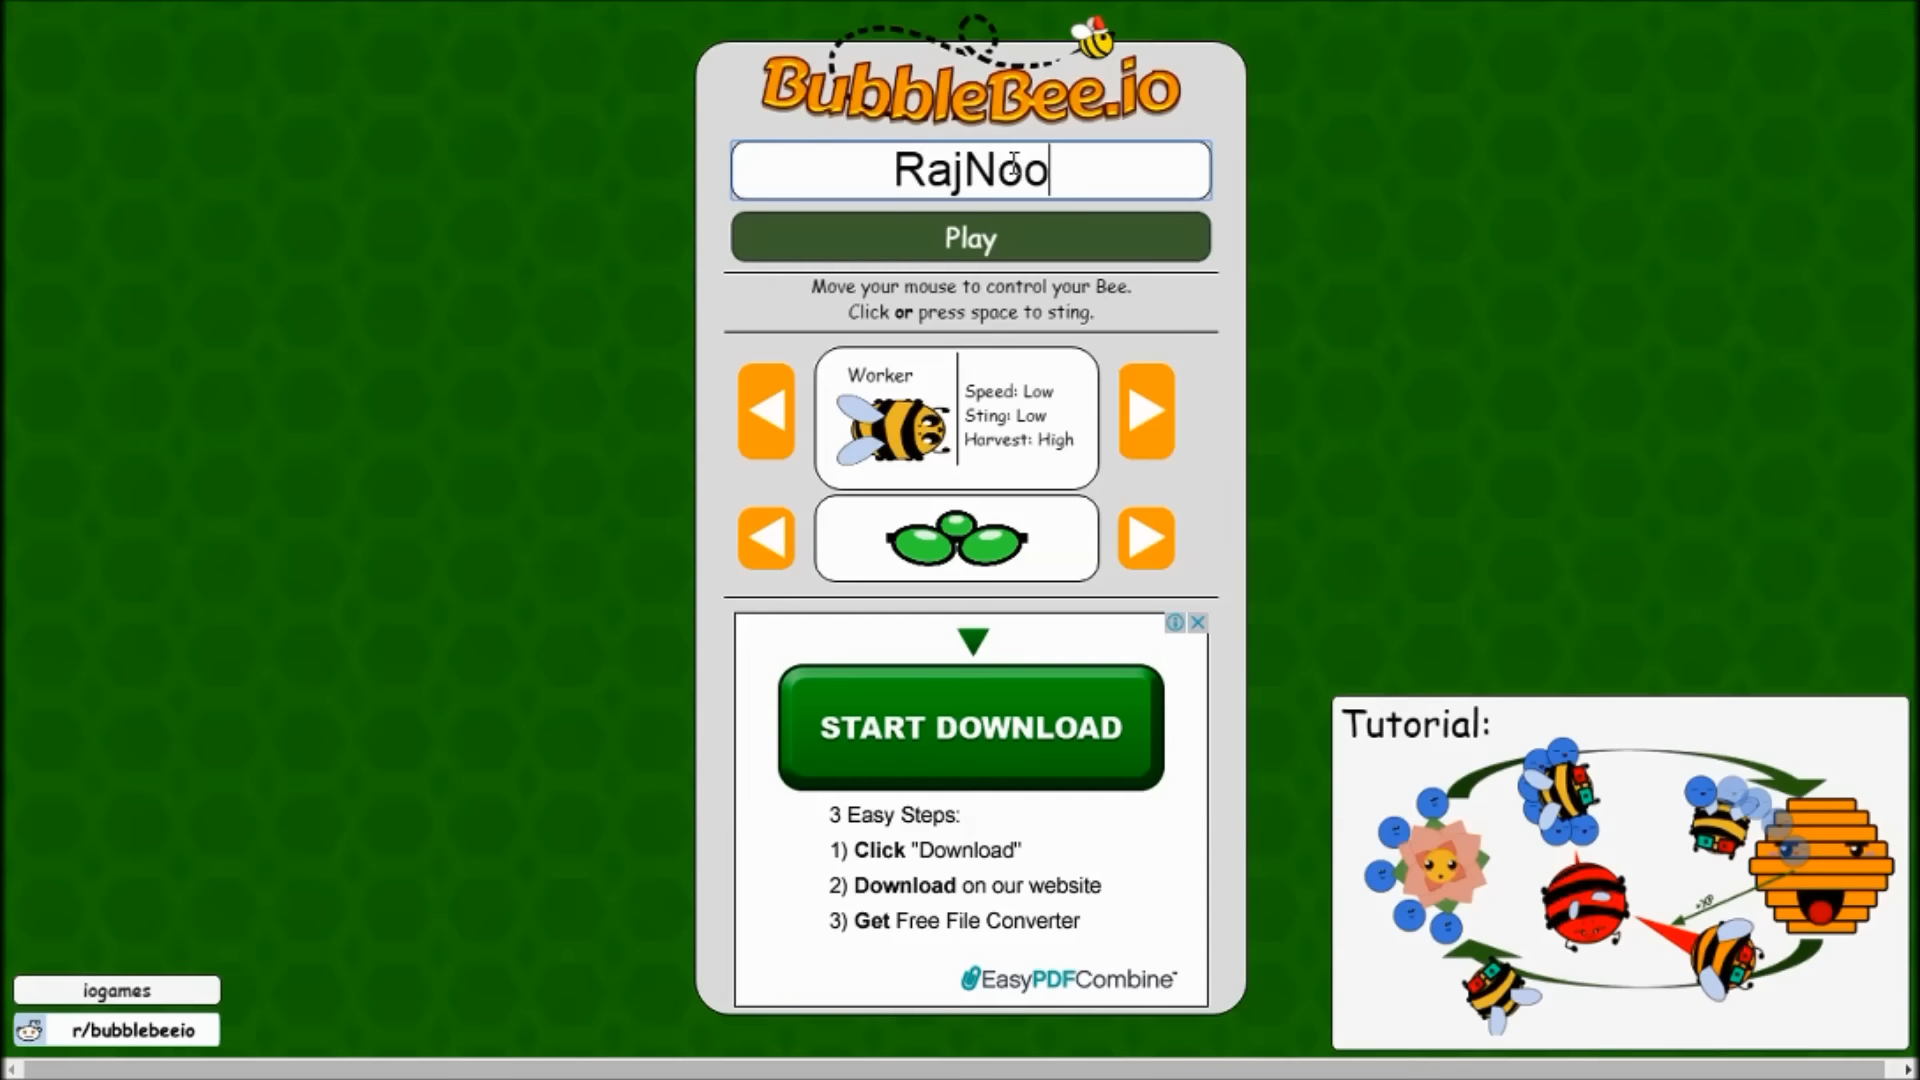 BubbleBee.io
RajNoo
Play
Move your mouse to control your Bee.
Click or press space to sting.
Worker
Speed: Low
Sting: Low
Harvest: High
START DOWNLOAD
3 Easy Steps:
1) Click "Download"
2) Download on our website
3) Get Free File Converter
EasyPDFCombine™
Tutorial:
+XP
iogames
r/bubblebeeio